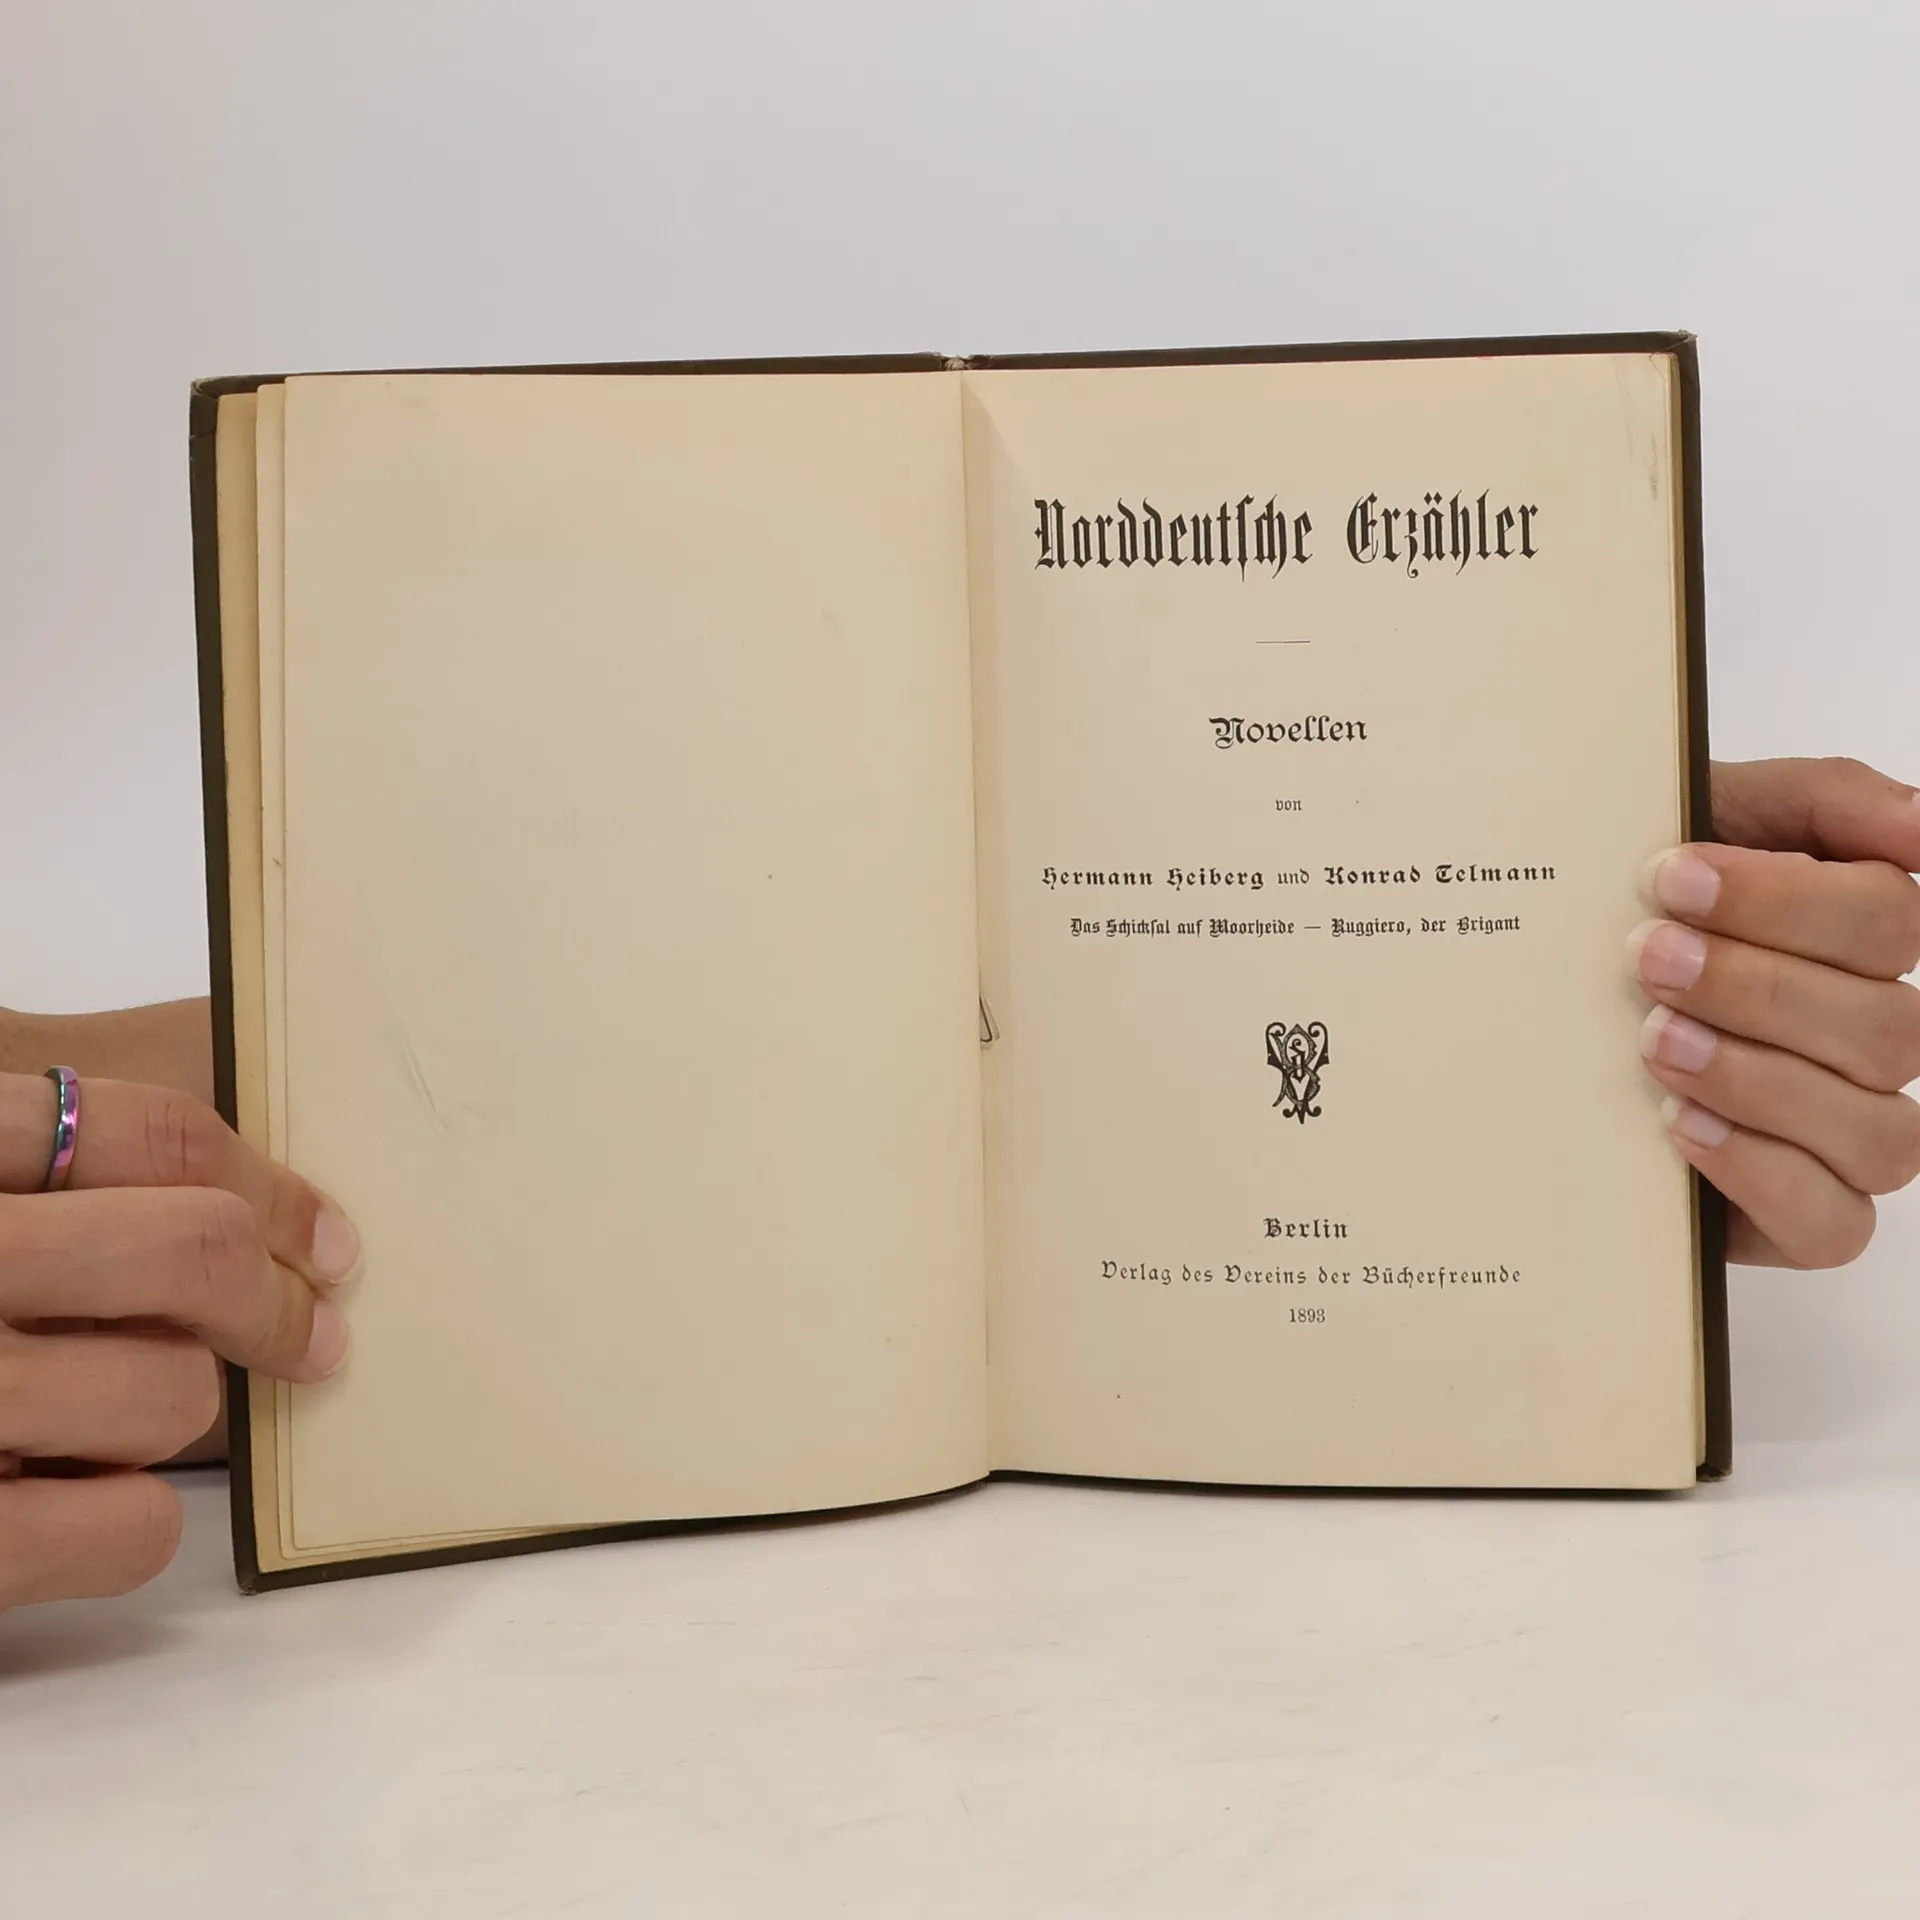 Norddeutſche Erzähler
Novellen
von
Hermann Heiberg und Konrad Telmann
Das Schickſal auf Moorheide — Ruggiero, der Brigant
Berlin
Verlag des Vereins der Bücherfreunde
1893